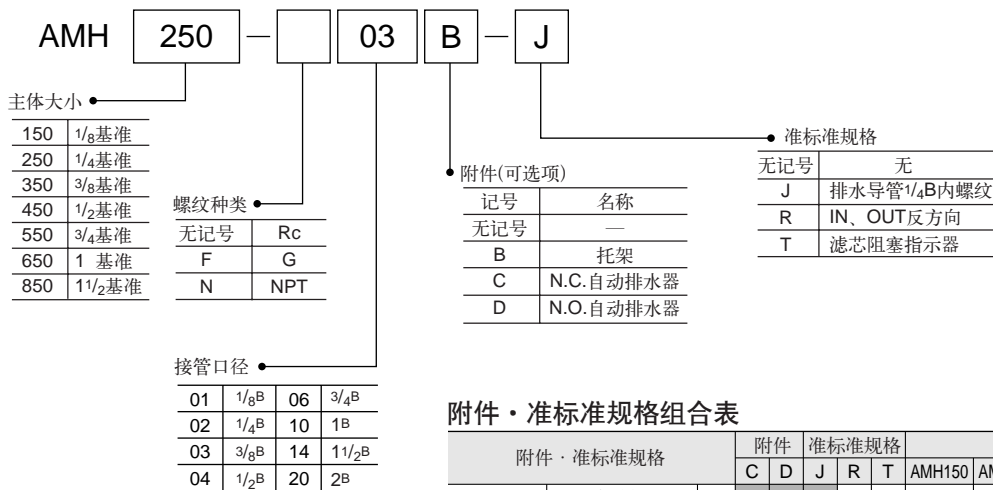 AMH 250 — 03 B — J
主体大小
150 1/8基准
250 1/4基准
350 3/8基准
450 1/2基准
550 3/4基准
650 1 基准
850 11/2基准
螺纹种类
无记号 Rc
F G
N NPT
接管口径
01 1/8B 06 3/4B
02 1/4B 10 1B
03 3/8B 14 11/2B
04 1/2B 20 2B
附件(可选项)
记号 名称
无记号 —
B 托架
C N.C.自动排水器
D N.O.自动排水器
准标准规格
无记号 无
J 排水导管1/4B内螺纹
R IN、OUT反方向
T 滤芯阻塞指示器
附件·准标准规格组合表
附件·准标准规格 附件 准标准规格
C D J R T AMH150